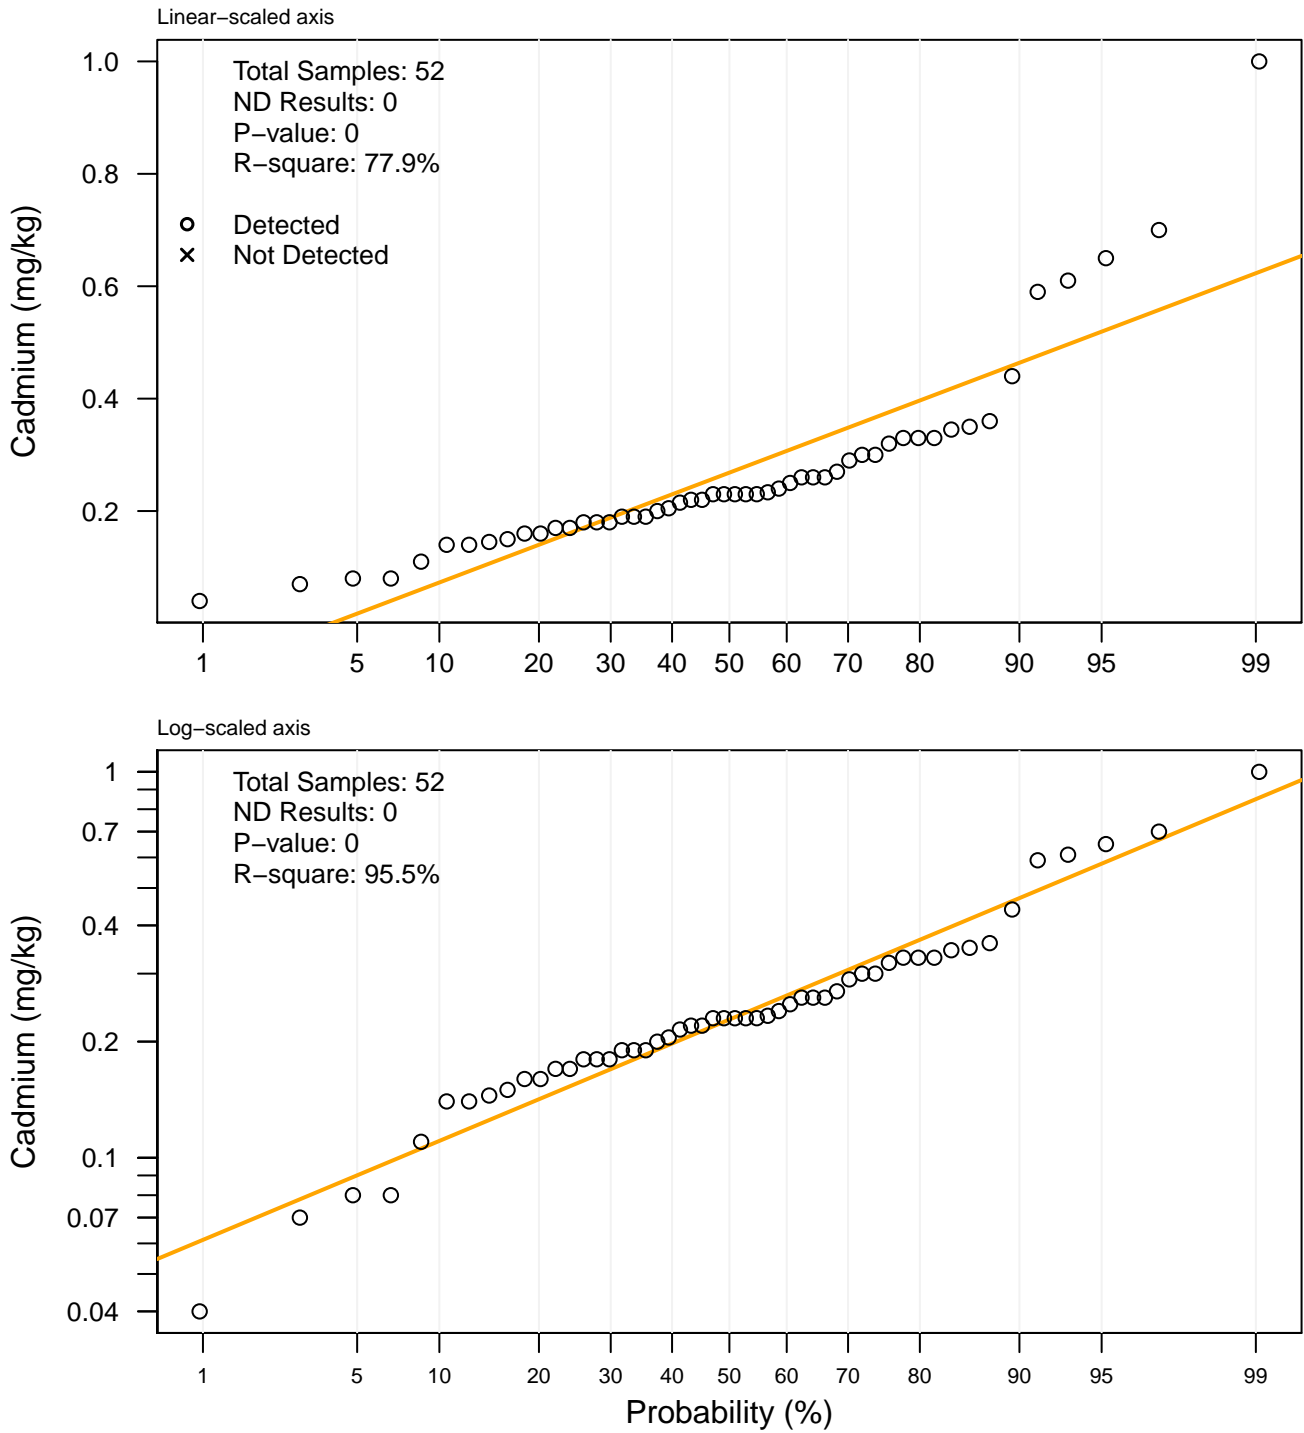 Linear−scaled axis
Total Samples: 52
ND Results: 0
P−value: 0
R−square: 77.9%
Detected
Not Detected
Cadmium (mg/kg)
1.0
0.8
0.6
0.4
0.2
1 5 10 20 30 40 50 60 70 80 90 95 99
Log−scaled axis
Total Samples: 52
ND Results: 0
P−value: 0
R−square: 95.5%
Cadmium (mg/kg)
1
0.7
0.4
0.2
0.1
0.07
0.04
1 5 10 20 30 40 50 60 70 80 90 95 99
Probability (%)